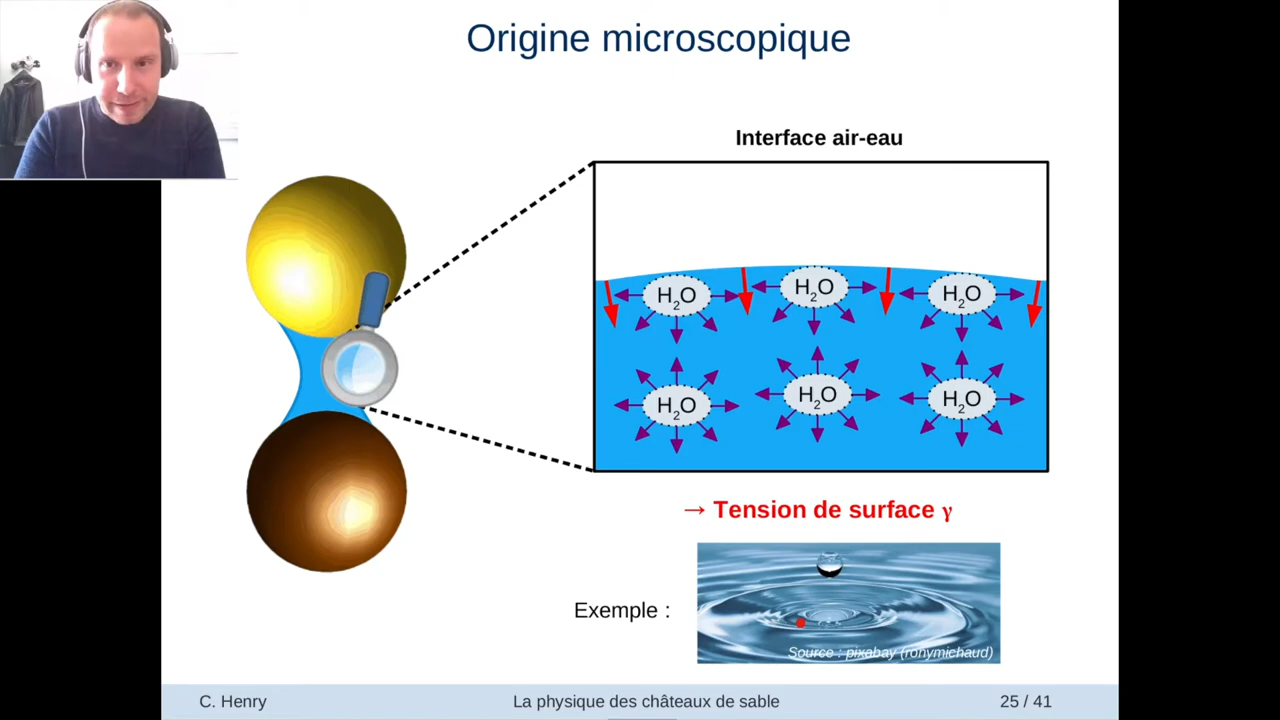 Origine microscopique
Interface air-eau
H2O H2O H2O
H2O H2O H2O
→ Tension de surface γ
Exemple :
Source : pixabay (ronymichaud)
C. Henry La physique des châteaux de sable 25 / 41